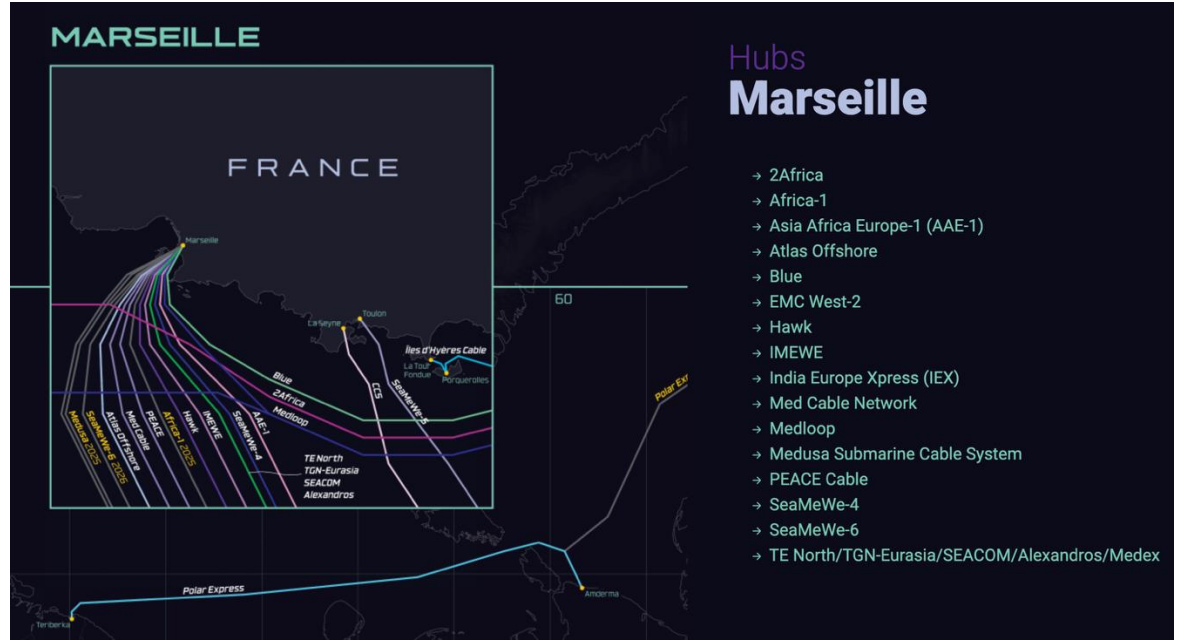 MARSEILLE
FRANCE
Marseille
La Seyne
Toulon
Îles d'Hyères Cable
La Tour
Fondue
Porquerolles
Blue
2Africa
Medloop
CCS
SeaMeWe-5
Medusa 2025
SeaMeWe-6 2026
Atlas Offshore
Med Cable
PEACE
Africa-1 2025
Hawk
IMEWE
SeaMeWe-4
AAE-1
TE North
TGN-Eurasia
SEACOM
Alexandros
60
Polar Exp
Polar Express
Teriberka
Amderma
Hubs
Marseille
→ 2Africa
→ Africa-1
→ Asia Africa Europe-1 (AAE-1)
→ Atlas Offshore
→ Blue
→ EMC West-2
→ Hawk
→ IMEWE
→ India Europe Xpress (IEX)
→ Med Cable Network
→ Medloop
→ Medusa Submarine Cable System
→ PEACE Cable
→ SeaMeWe-4
→ SeaMeWe-6
→ TE North/TGN-Eurasia/SEACOM/Alexandros/Medex